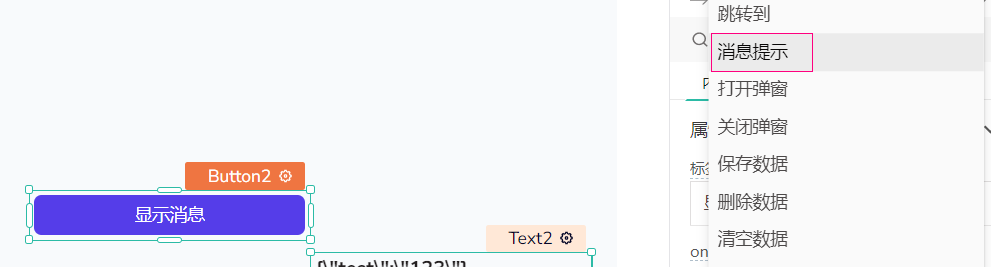 跳转到
消息提示
打开弹窗
关闭弹窗
属
标签
保存数据
删除数据
清空数据
on
Button2
显示消息
Text2
{\"test\":\"123\"}